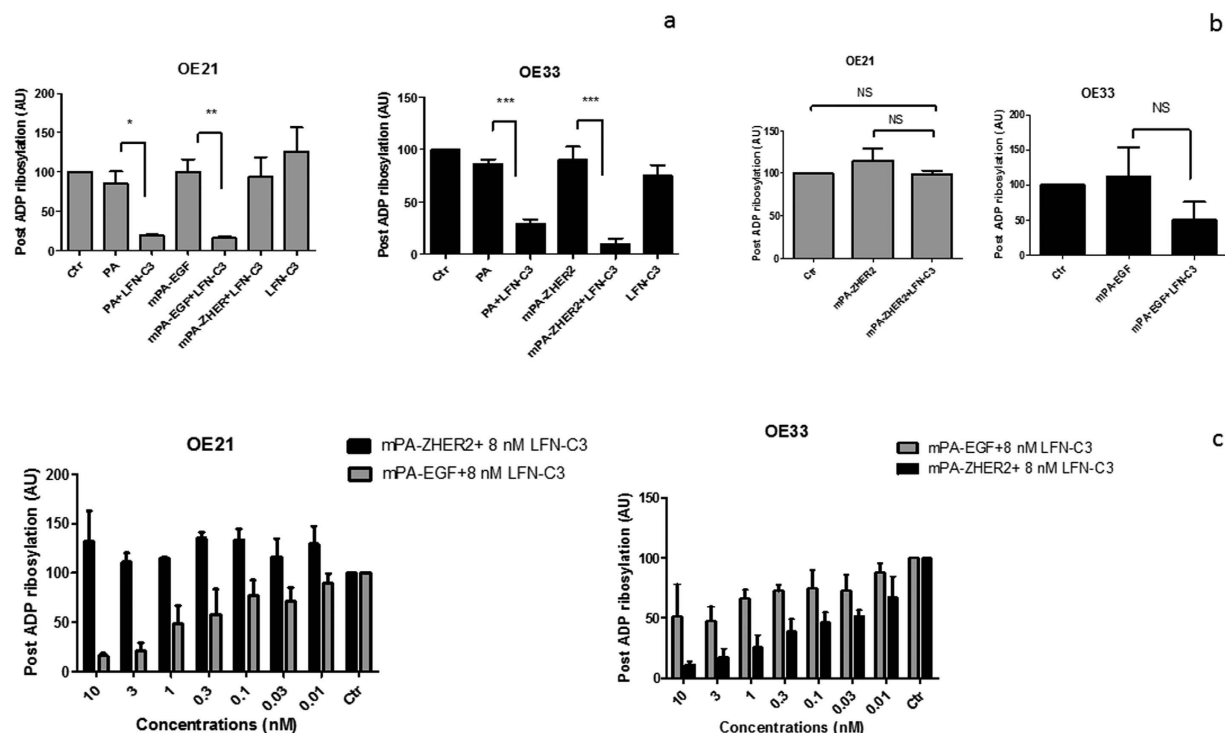 a
OE21
Post ADP ribosylation (AU)
200
150
100
50
0
*
**
Ctr
PA
PA+LFN-C3
mPA-EGF
mPA-EGF+LFN-C3
mPA-ZHER+LFN-C3
LFN-C3
OE33
Post ADP ribosylation (AU)
150
100
50
0
***
***
Ctr
PA
PA+LFN-C3
mPA-ZHER2
mPA-ZHER2+LFN-C3
LFN-C3
b
OE21
Post ADP ribosylation (AU)
150
100
50
0
NS
NS
Ctr
mPA-ZHER2
mPA-ZHER2+LFN-C3
OE33
Post ADP ribosylation (AU)
200
150
100
50
0
NS
Ctr
mPA-EGF
mPA-EGF+LFN-C3
c
OE21
mPA-ZHER2+ 8 nM LFN-C3
mPA-EGF+8 nM LFN-C3
Post ADP ribosylation (AU)
200
150
100
50
0
10
3
1
0.3
0.1
0.03
0.01
Ctr
Concentrations (nM)
OE33
mPA-EGF+8 nM LFN-C3
mPA-ZHER2+ 8 nM LFN-C3
Post ADP ribosylation (AU)
150
100
50
0
10
3
1
0.3
0.1
0.03
0.01
Ctr
Concentrations (nM)